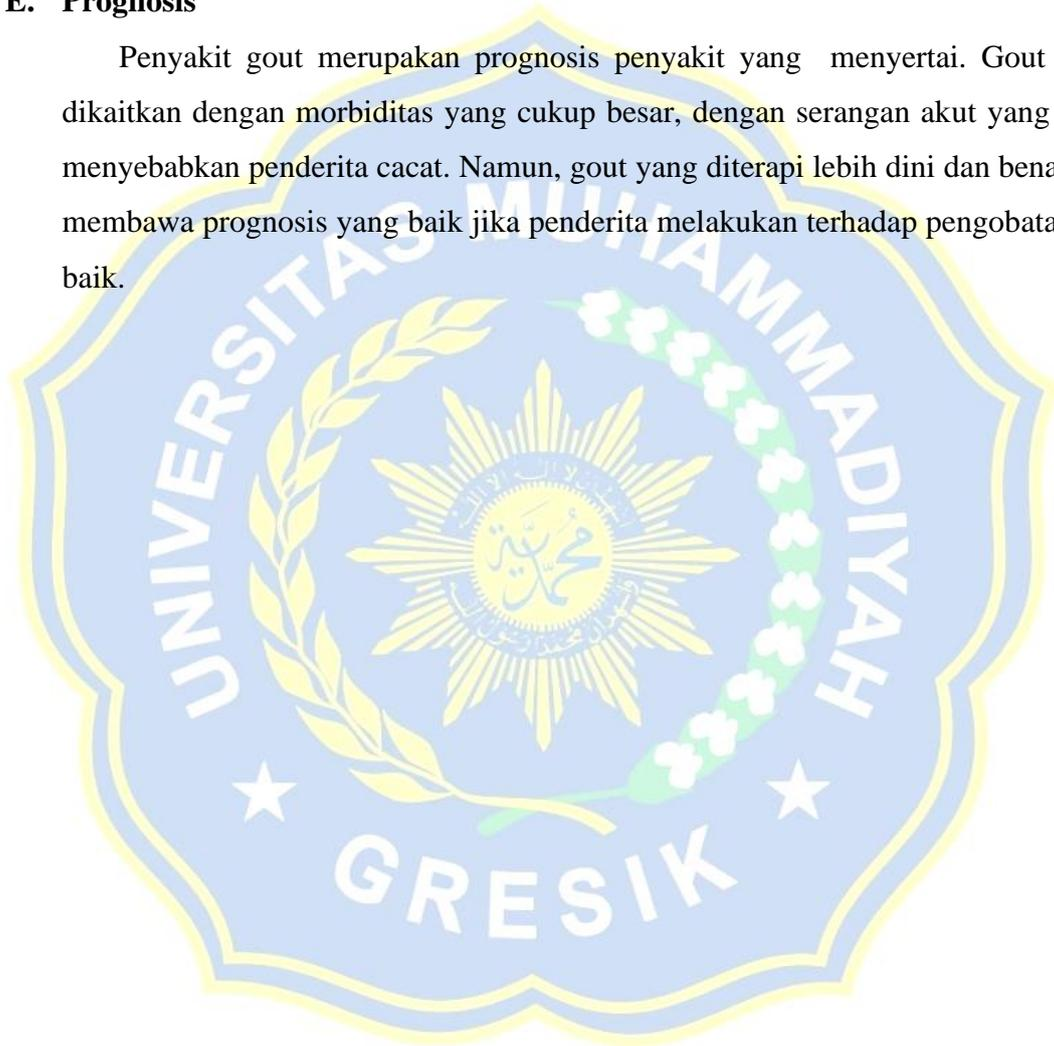 E. Prognosis
Penyakit gout merupakan prognosis penyakit yang menyertai. Gout
dikaitkan dengan morbiditas yang cukup besar, dengan serangan akut yang
menyebabkan penderita cacat. Namun, gout yang diterapi lebih dini dan bena
membawa prognosis yang baik jika penderita melakukan terhadap pengobata
baik.
UNIVERSITAS MUHAMMADIYAH
GRESIK